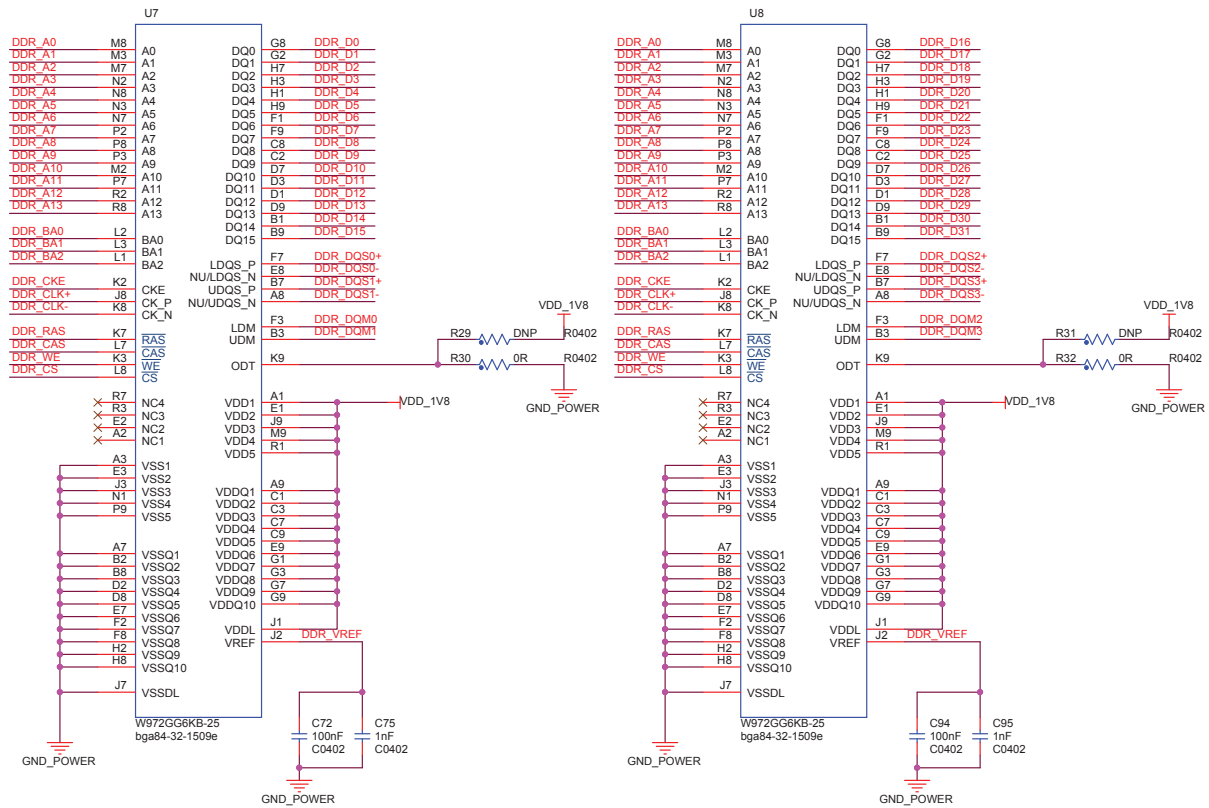 U7
DDR_A0 M8 A0 DQ0 G8 DDR_D0
DDR_A1 M3 A1 DQ1 G2 DDR_D1
DDR_A2 M7 A2 DQ2 H7 DDR_D2
DDR_A3 N2 A3 DQ3 H3 DDR_D3
DDR_A4 N8 A4 DQ4 H1 DDR_D4
DDR_A5 N3 A5 DQ5 H9 DDR_D5
DDR_A6 N7 A6 DQ6 F1 DDR_D6
DDR_A7 P2 A7 DQ7 F9 DDR_D7
DDR_A8 P8 A8 DQ8 C8 DDR_D8
DDR_A9 P3 A9 DQ9 C2 DDR_D9
DDR_A10 M2 A10 DQ10 D7 DDR_D10
DDR_A11 P7 A11 DQ11 D3 DDR_D11
DDR_A12 R2 A12 DQ12 D1 DDR_D12
DDR_A13 R8 A13 DQ13 D9 DDR_D13
DQ14 B1 DDR_D14
DDR_BA0 L2 BA0 DQ15 B9 DDR_D15
DDR_BA1 L3 BA1
DDR_BA2 L1 BA2 LDQS_P F7 DDR_DQS0+
NU/LDQS_N E8 DDR_DQS0-
DDR_CKE K2 CKE UDQS_P B7 DDR_DQS1+
DDR_CLK+ J8 CK_P NU/UDQS_N A8 DDR_DQS1-
DDR_CLK- K8 CK_N
LDM F3 DDR_DQM0
DDR_RAS K7 RAS UDM B3 DDR_DQM1
DDR_CAS L7 CAS
DDR_WE K3 WE ODT K9
DDR_CS L8 CS
VDD_1V8
R29 DNP R0402
R30 0R R0402
GND_POWER
R7 NC4 VDD1 A1 VDD_1V8
R3 NC3 VDD2 E1
E2 NC2 VDD3 J9
A2 NC1 VDD4 M9
VDD5 R1
A3 VSS1
E3 VSS2
J3 VSS3 VDDQ1 A9
N1 VSS4 VDDQ2 C1
P9 VSS5 VDDQ3 C3
VDDQ4 C7
VDDQ5 C9
A7 VSSQ1 VDDQ6 E9
B2 VSSQ2 VDDQ7 G1
B8 VSSQ3 VDDQ8 G3
D2 VSSQ4 VDDQ9 G7
D8 VSSQ5 VDDQ10 G9
E7 VSSQ6
F2 VSSQ7 VDDL J1
F8 VSSQ8 VREF J2 DDR_VREF
H2 VSSQ9
H8 VSSQ10
J7 VSSDL
W972GG6KB-25
bga84-32-1509e
GND_POWER
C72 100nF C0402
C75 1nF C0402
GND_POWER
U8
DDR_A0 M8 A0 DQ0 G8 DDR_D16
DDR_A1 M3 A1 DQ1 G2 DDR_D17
DDR_A2 M7 A2 DQ2 H7 DDR_D18
DDR_A3 N2 A3 DQ3 H3 DDR_D19
DDR_A4 N8 A4 DQ4 H1 DDR_D20
DDR_A5 N3 A5 DQ5 H9 DDR_D21
DDR_A6 N7 A6 DQ6 F1 DDR_D22
DDR_A7 P2 A7 DQ7 F9 DDR_D23
DDR_A8 P8 A8 DQ8 C8 DDR_D24
DDR_A9 P3 A9 DQ9 C2 DDR_D25
DDR_A10 M2 A10 DQ10 D7 DDR_D26
DDR_A11 P7 A11 DQ11 D3 DDR_D27
DDR_A12 R2 A12 DQ12 D1 DDR_D28
DDR_A13 R8 A13 DQ13 D9 DDR_D29
DQ14 B1 DDR_D30
DDR_BA0 L2 BA0 DQ15 B9 DDR_D31
DDR_BA1 L3 BA1
DDR_BA2 L1 BA2 LDQS_P F7 DDR_DQS2+
NU/LDQS_N E8 DDR_DQS2-
DDR_CKE K2 CKE UDQS_P B7 DDR_DQS3+
DDR_CLK+ J8 CK_P NU/UDQS_N A8 DDR_DQS3-
DDR_CLK- K8 CK_N
LDM F3 DDR_DQM2
DDR_RAS K7 RAS UDM B3 DDR_DQM3
DDR_CAS L7 CAS
DDR_WE K3 WE ODT K9
DDR_CS L8 CS
VDD_1V8
R31 DNP R0402
R32 0R R0402
GND_POWER
R7 NC4 VDD1 A1 VDD_1V8
R3 NC3 VDD2 E1
E2 NC2 VDD3 J9
A2 NC1 VDD4 M9
VDD5 R1
A3 VSS1
E3 VSS2
J3 VSS3 VDDQ1 A9
N1 VSS4 VDDQ2 C1
P9 VSS5 VDDQ3 C3
VDDQ4 C7
VDDQ5 C9
A7 VSSQ1 VDDQ6 E9
B2 VSSQ2 VDDQ7 G1
B8 VSSQ3 VDDQ8 G3
D2 VSSQ4 VDDQ9 G7
D8 VSSQ5 VDDQ10 G9
E7 VSSQ6
F2 VSSQ7 VDDL J1
F8 VSSQ8 VREF J2 DDR_VREF
H2 VSSQ9
H8 VSSQ10
J7 VSSDL
W972GG6KB-25
bga84-32-1509e
GND_POWER
C94 100nF C0402
C95 1nF C0402
GND_POWER